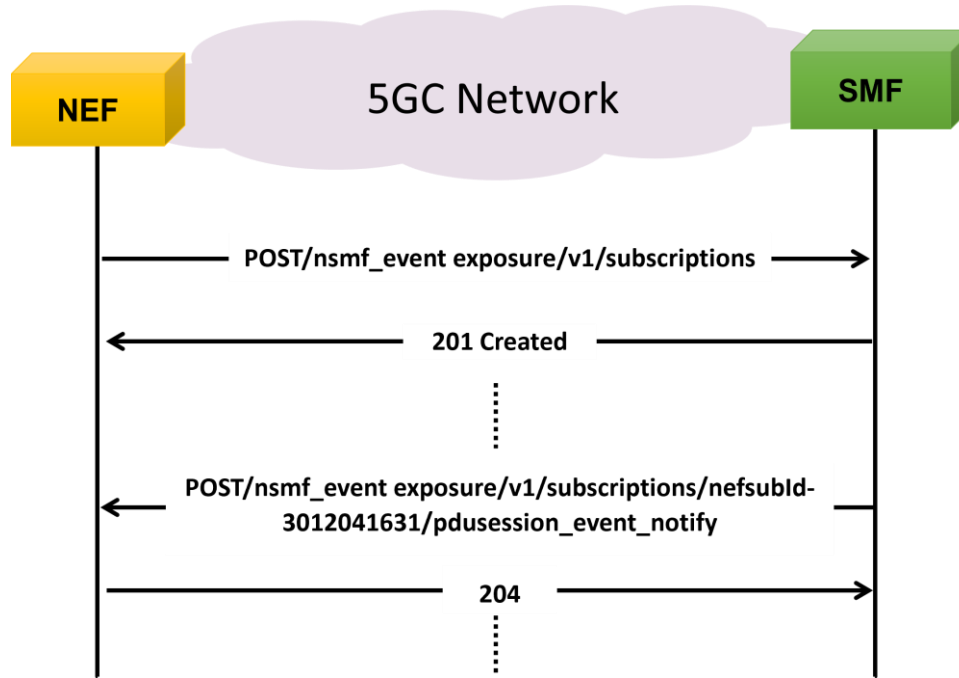 NEF
5GC Network
SMF
POST/nsmf_event exposure/v1/subscriptions
201 Created
POST/nsmf_event exposure/v1/subscriptions/nefsubId-
3012041631/pdusession_event_notify
204